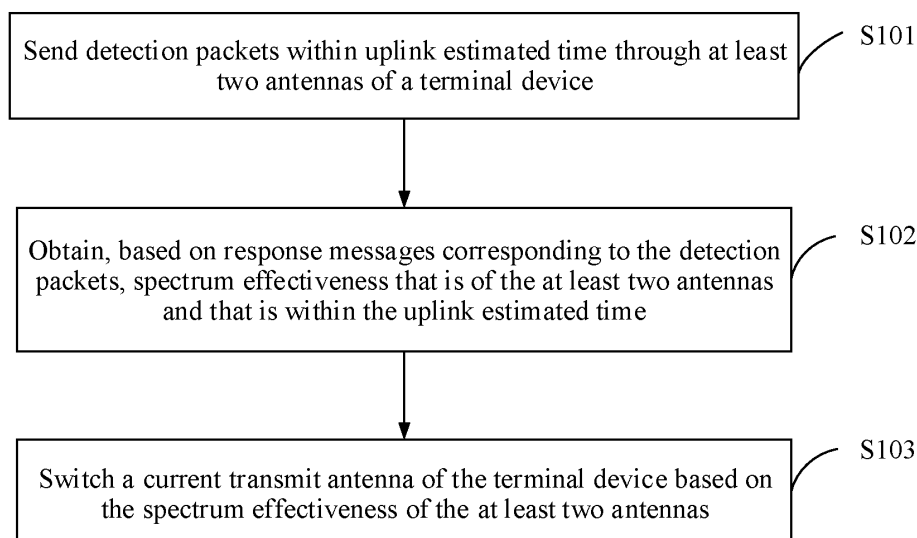 Send detection packets within uplink estimated time through at least
two antennas of a terminal device
S101
Obtain, based on response messages corresponding to the detection
packets, spectrum effectiveness that is of the at least two antennas
and that is within the uplink estimated time
S102
Switch a current transmit antenna of the terminal device based on
the spectrum effectiveness of the at least two antennas
S103